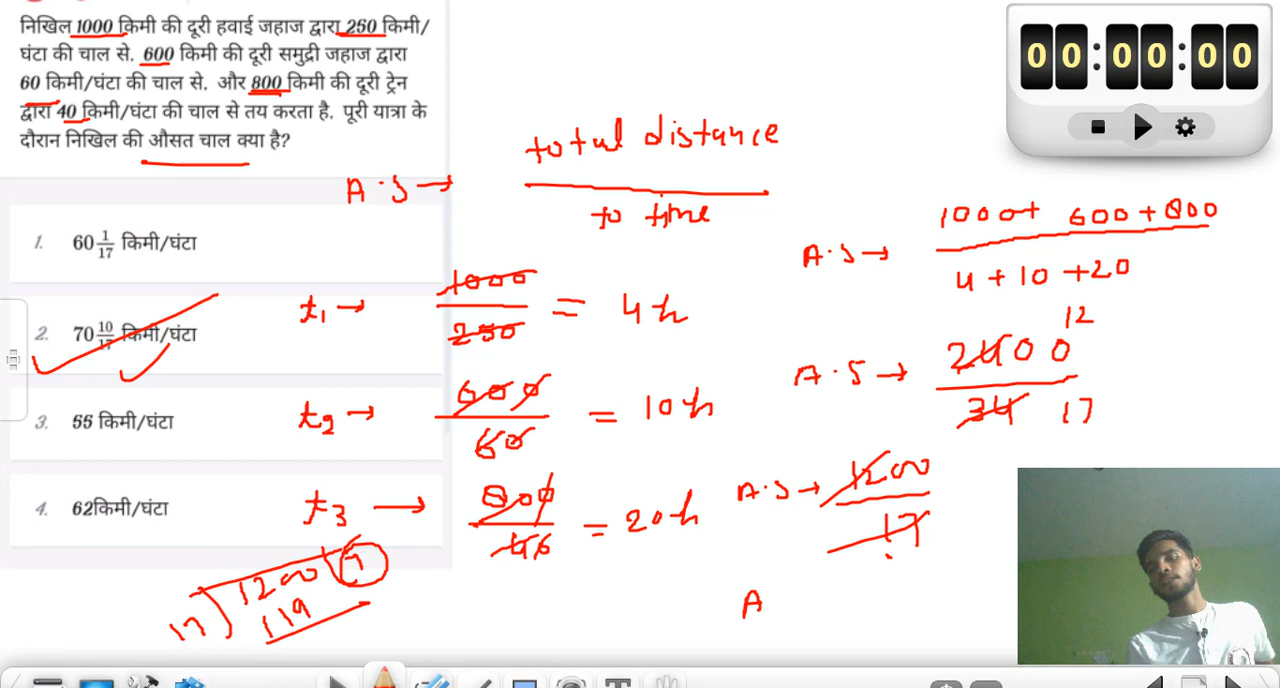 निखिल 1000 किमी की दूरी हवाई जहाज द्वारा 250 किमी/
घंटा की चाल से. 600 किमी की दूरी समुद्री जहाज द्वारा
60 किमी/घंटा की चाल से. और 800 किमी की दूरी ट्रेन
द्वारा 40 किमी/घंटा की चाल से तय करता है. पूरी यात्रा के
दौरान निखिल की औसत चाल क्या है?
1. 60 1/17 किमी/घंटा
2. 70 10/17 किमी/घंटा
3. 55 किमी/घंटा
4. 62किमी/घंटा
A.S → total distance
to time
t1 → 1000/250 = 4h
t2 → 600/60 = 10h
t3 → 800/40 = 20h
17) 1200 (7
119
A.S → 1000+ 600+800
4 + 10 +20
12
A.S → 2400
34 17
A.S → 1200
17
A
00:00:00